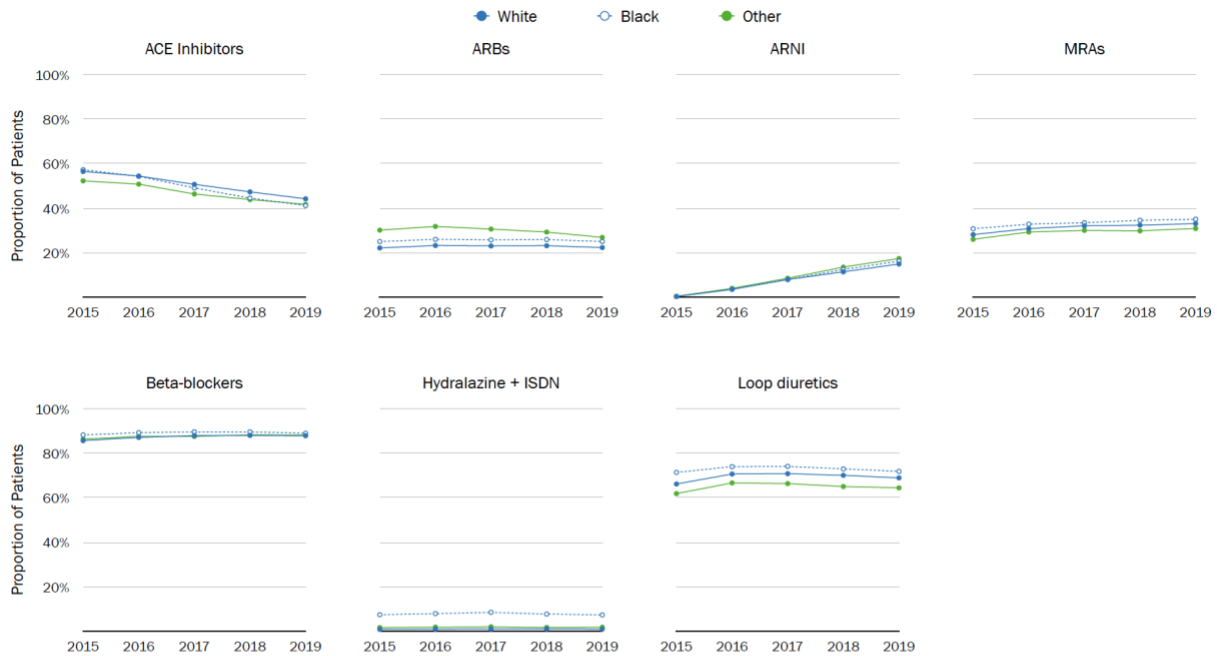 White Black Other
ACE Inhibitors ARBs ARNI MRAs
Proportion of Patients
100%
80%
60%
40%
20%
2015 2016 2017 2018 2019 2015 2016 2017 2018 2019 2015 2016 2017 2018 2019 2015 2016 2017 2018 2019
Beta-blockers Hydralazine + ISDN Loop diuretics
Proportion of Patients
100%
80%
60%
40%
20%
2015 2016 2017 2018 2019 2015 2016 2017 2018 2019 2015 2016 2017 2018 2019